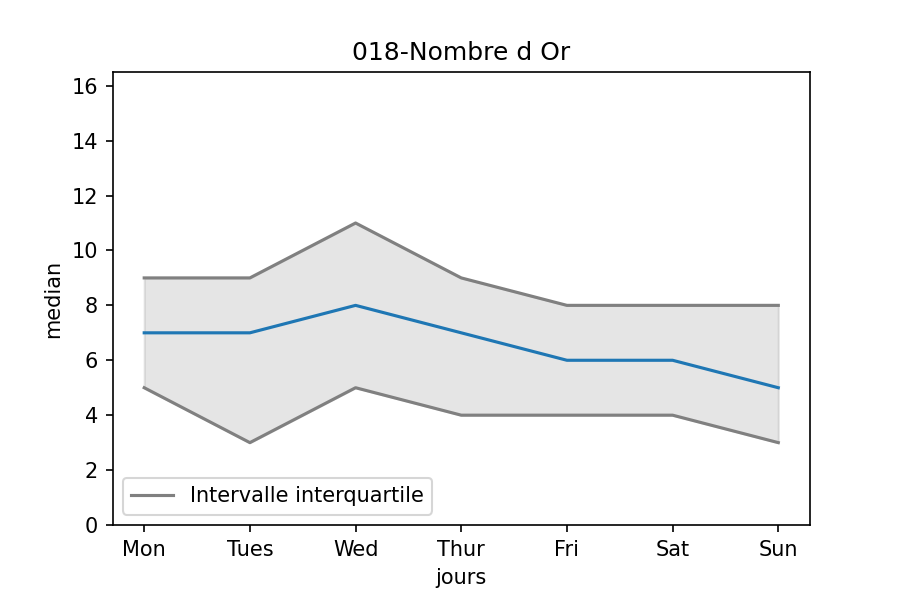 018-Nombre d Or
16
14
12
10
8
6
4
2
0
median
Intervalle interquartile
Mon Tues Wed Thur Fri Sat Sun
jours